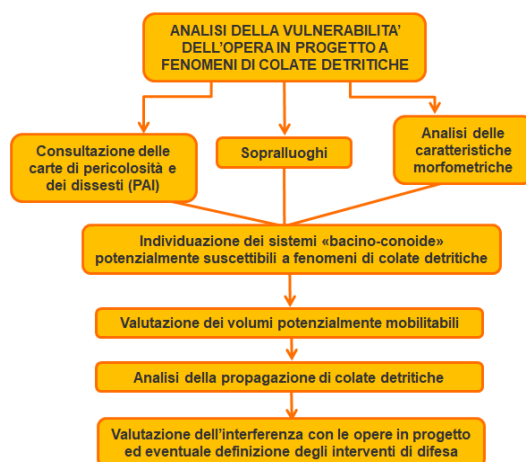 ANALISI DELLA VULNERABILITA’
DELL’OPERA IN PROGETTO A
FENOMENI DI COLATE DETRITICHE
Consultazione delle
carte di pericolosità e
dei dissesti (PAI)
Sopralluoghi
Analisi delle
caratteristiche
morfometriche
Individuazione dei sistemi «bacino-conoide»
potenzialmente suscettibili a fenomeni di colate detritiche
Valutazione dei volumi potenzialmente mobilitabili
Analisi della propagazione di colate detritiche
Valutazione dell’interferenza con le opere in progetto
ed eventuale definizione degli interventi di difesa